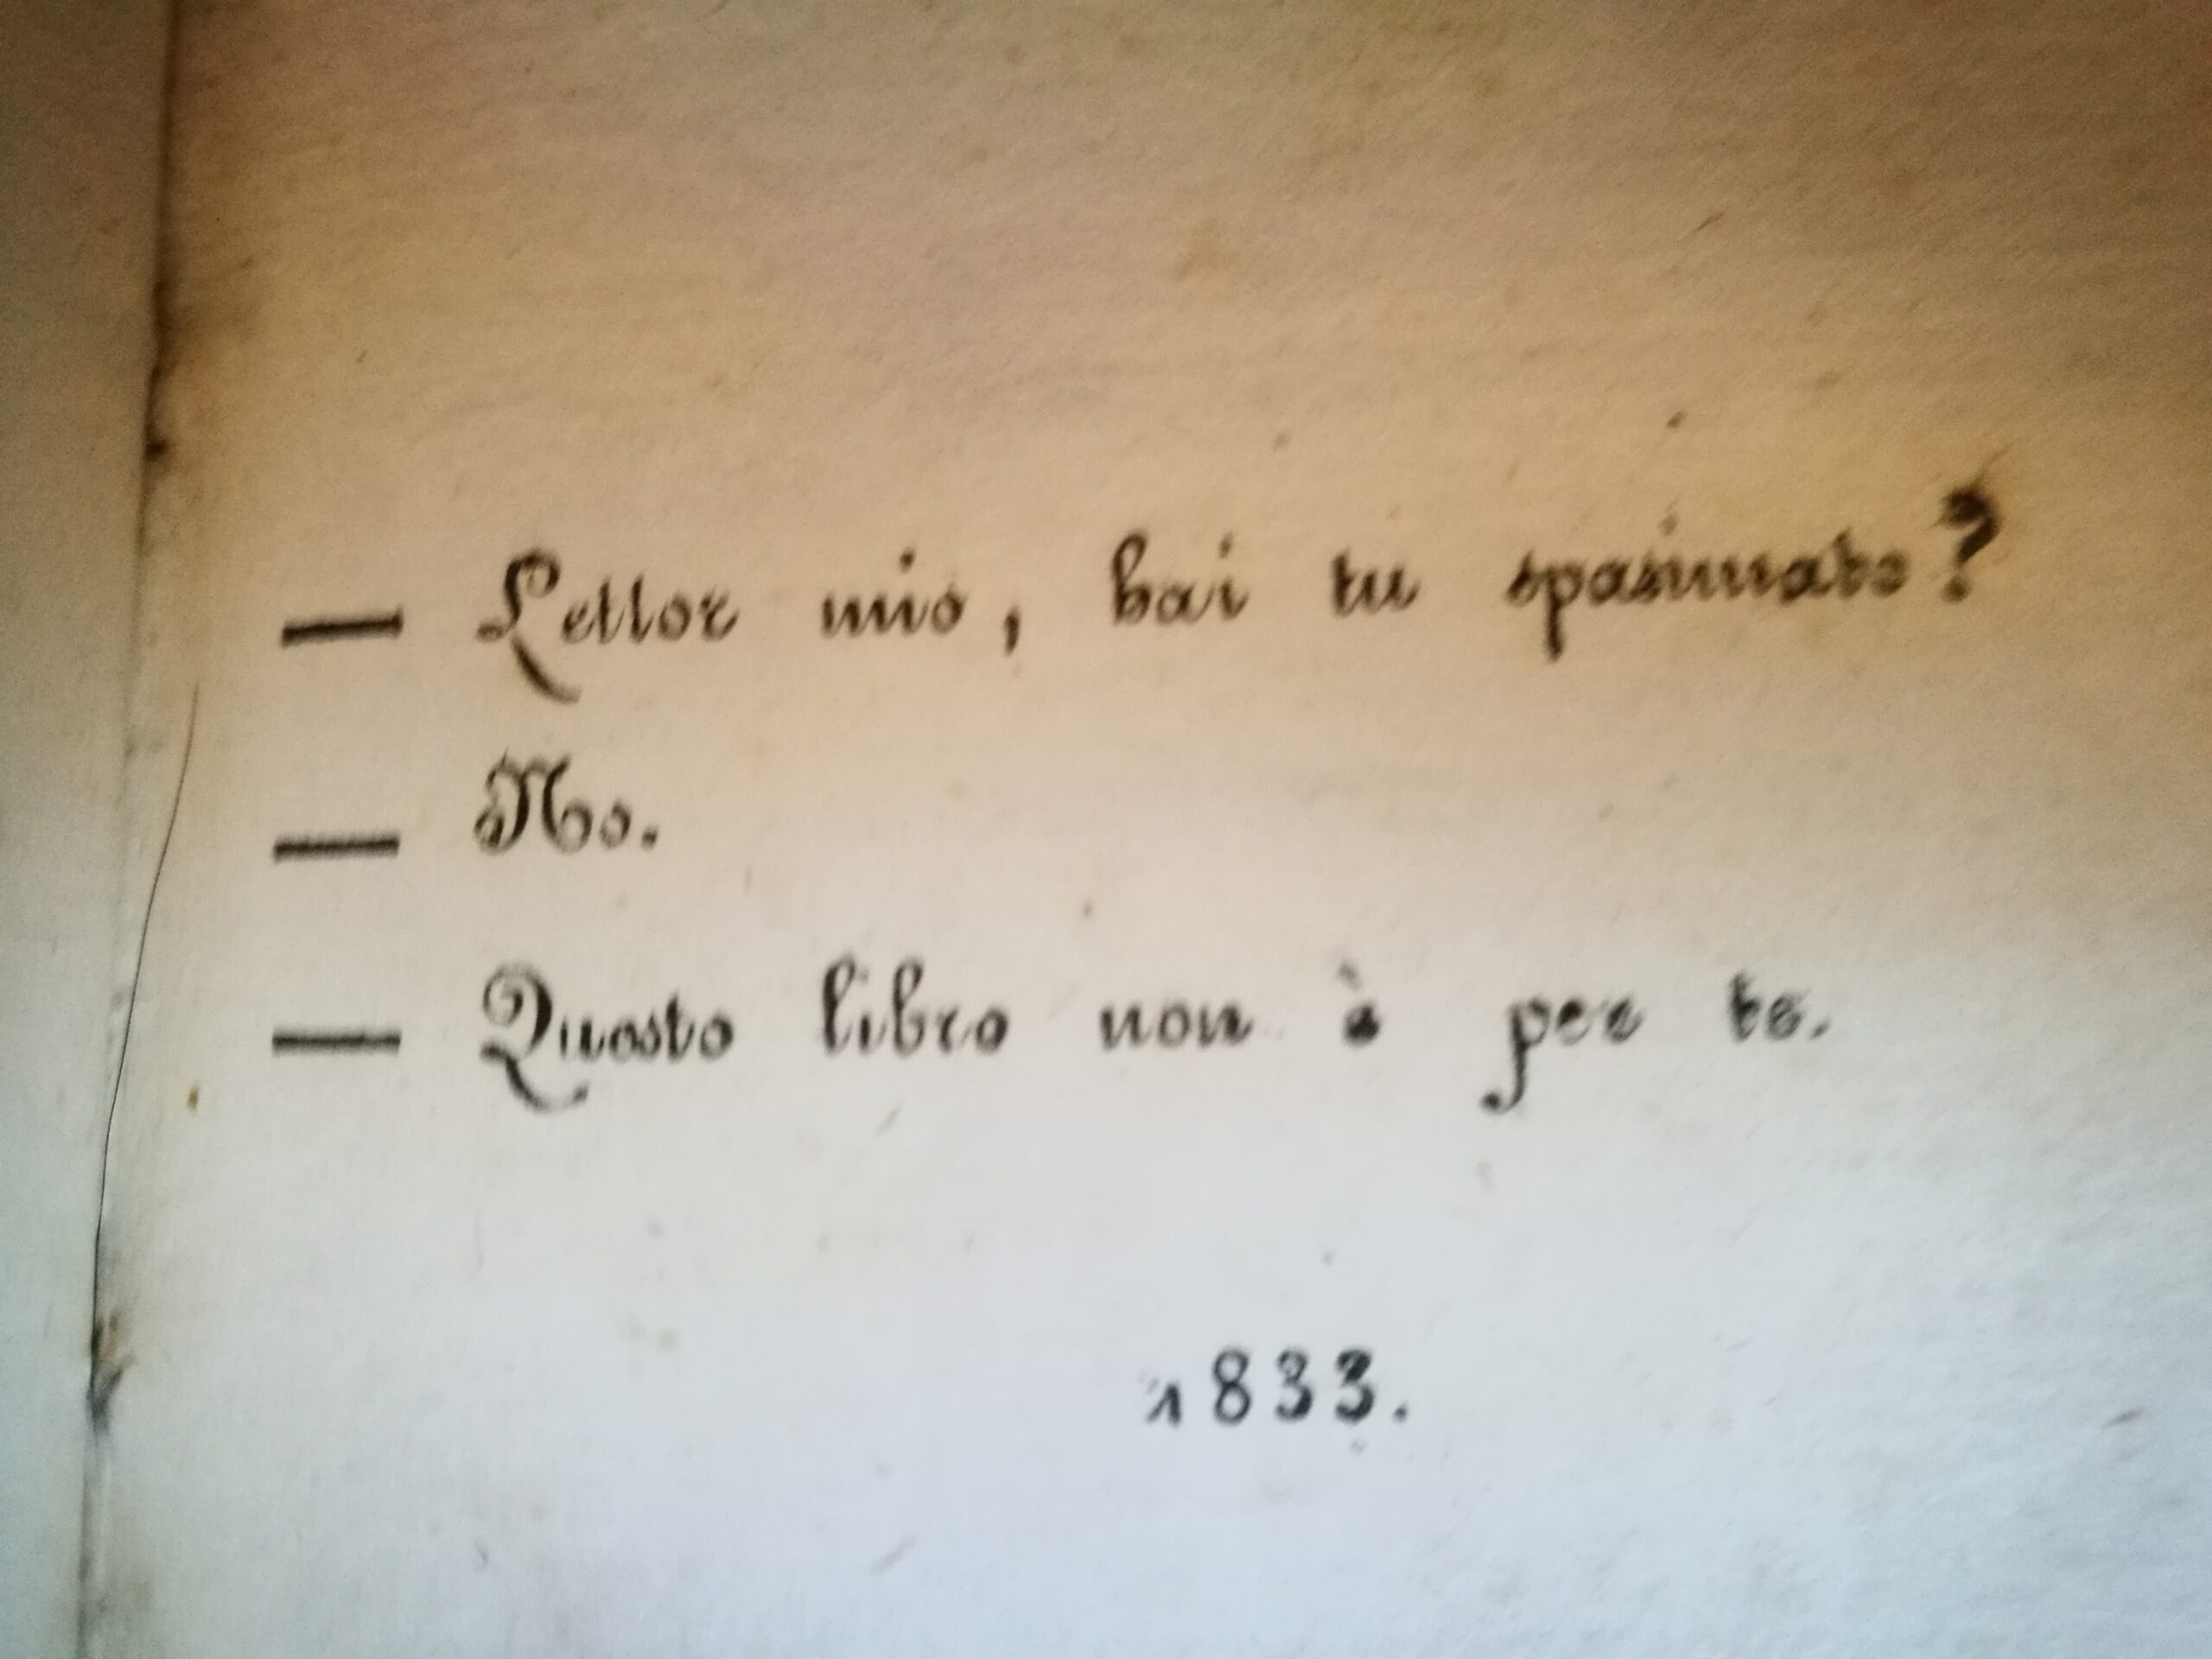 — Lettor mio, hai tu spasimato?
— No.
— Questo libro non è per te.
1833.